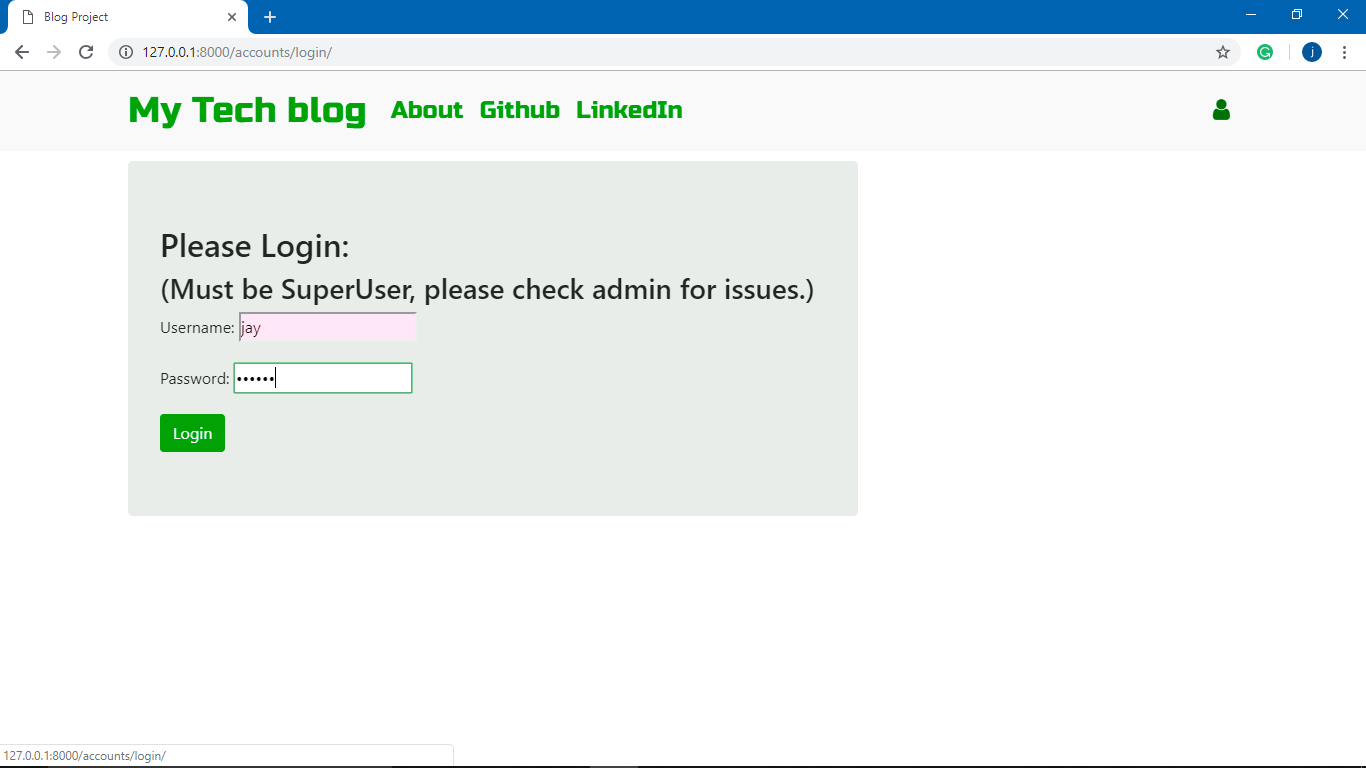 Blog Project
127.0.0.1:8000/accounts/login/
j
My Tech blog About Github LinkedIn
Please Login:
(Must be SuperUser, please check admin for issues.)
Username: jay
Password: ••••••
Login
127.0.0.1:8000/accounts/login/